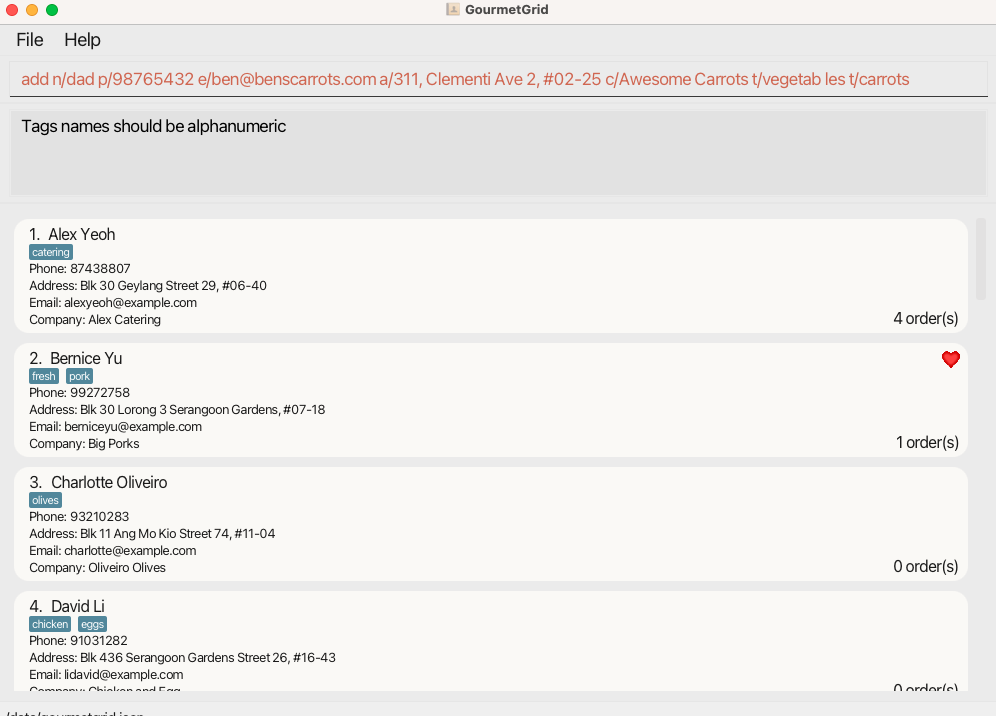 GourmetGrid
File Help
add n/dad p/98765432 e/ben@benscarrots.com a/311, Clementi Ave 2, #02-25 c/Awesome Carrots t/vegetab les t/carrots
Tags names should be alphanumeric
1. Alex Yeoh
catering
Phone: 87438807
Address: Blk 30 Geylang Street 29, #06-40
Email: alexyeoh@example.com
Company: Alex Catering
4 order(s)
2. Bernice Yu
fresh pork
Phone: 99272758
Address: Blk 30 Lorong 3 Serangoon Gardens, #07-18
Email: berniceyu@example.com
Company: Big Porks
1 order(s)
3. Charlotte Oliveiro
olives
Phone: 93210283
Address: Blk 11 Ang Mo Kio Street 74, #11-04
Email: charlotte@example.com
Company: Oliveiro Olives
0 order(s)
4. David Li
chicken eggs
Phone: 91031282
Address: Blk 436 Serangoon Gardens Street 26, #16-43
Email: lidavid@example.com
Company: Chicken and Egg
0 order(s)
/data/gourmetgrid.json